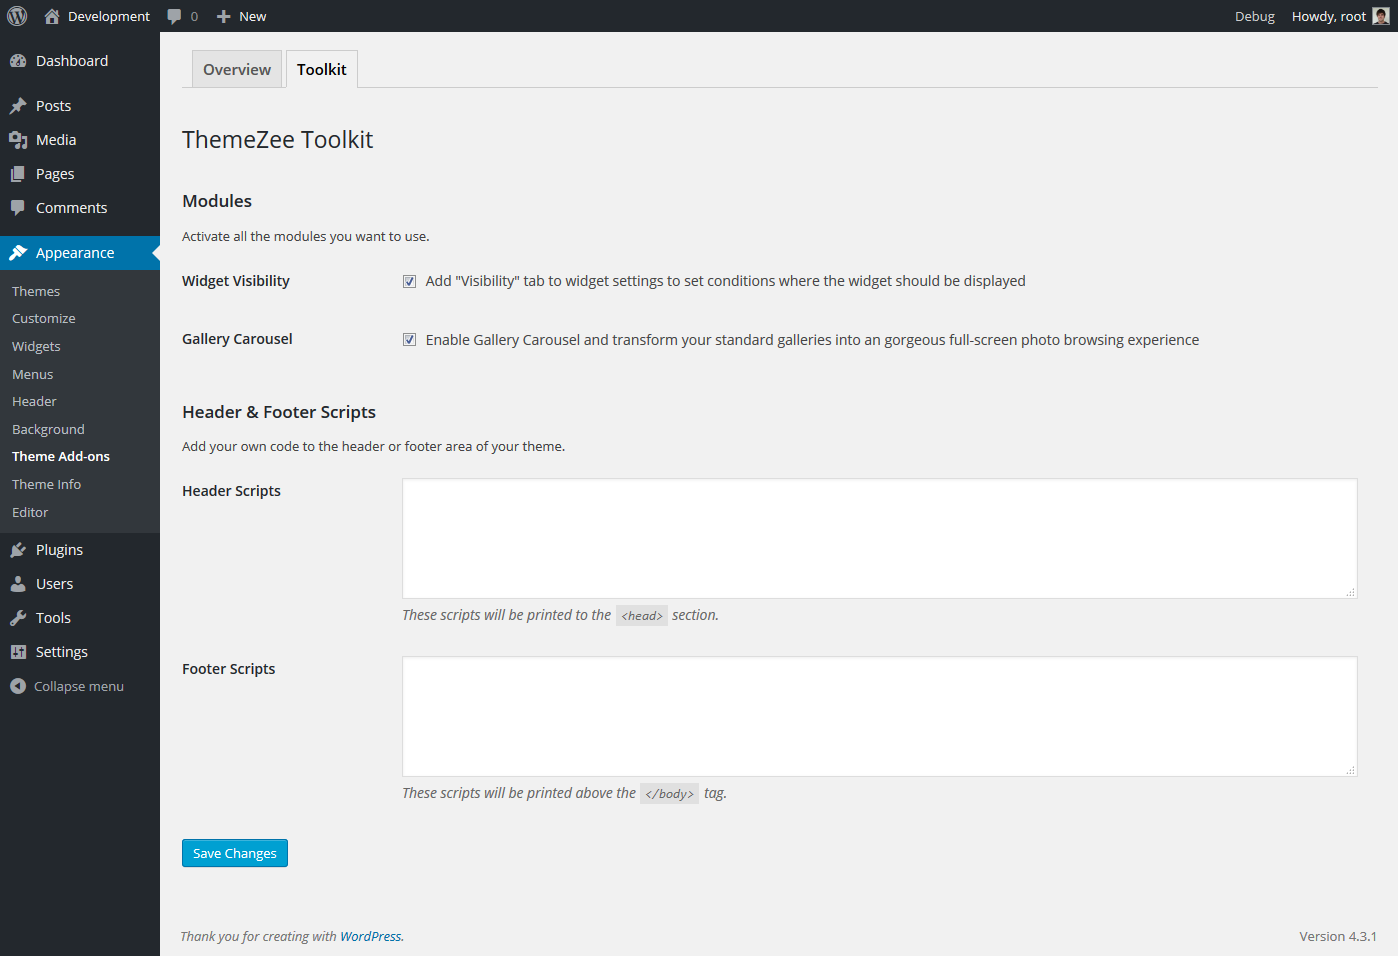 Development
0
New
Debug
Howdy, root
Dashboard
Posts
Media
Pages
Comments
Appearance
Themes
Customize
Widgets
Menus
Header
Background
Theme Add-ons
Theme Info
Editor
Plugins
Users
Tools
Settings
Collapse menu
Overview
Toolkit
ThemeZee Toolkit
Modules
Activate all the modules you want to use.
Widget Visibility
Add "Visibility" tab to widget settings to set conditions where the widget should be displayed
Gallery Carousel
Enable Gallery Carousel and transform your standard galleries into an gorgeous full-screen photo browsing experience
Header & Footer Scripts
Add your own code to the header or footer area of your theme.
Header Scripts
These scripts will be printed to the <head> section.
Footer Scripts
These scripts will be printed above the </body> tag.
Save Changes
Thank you for creating with WordPress.
Version 4.3.1